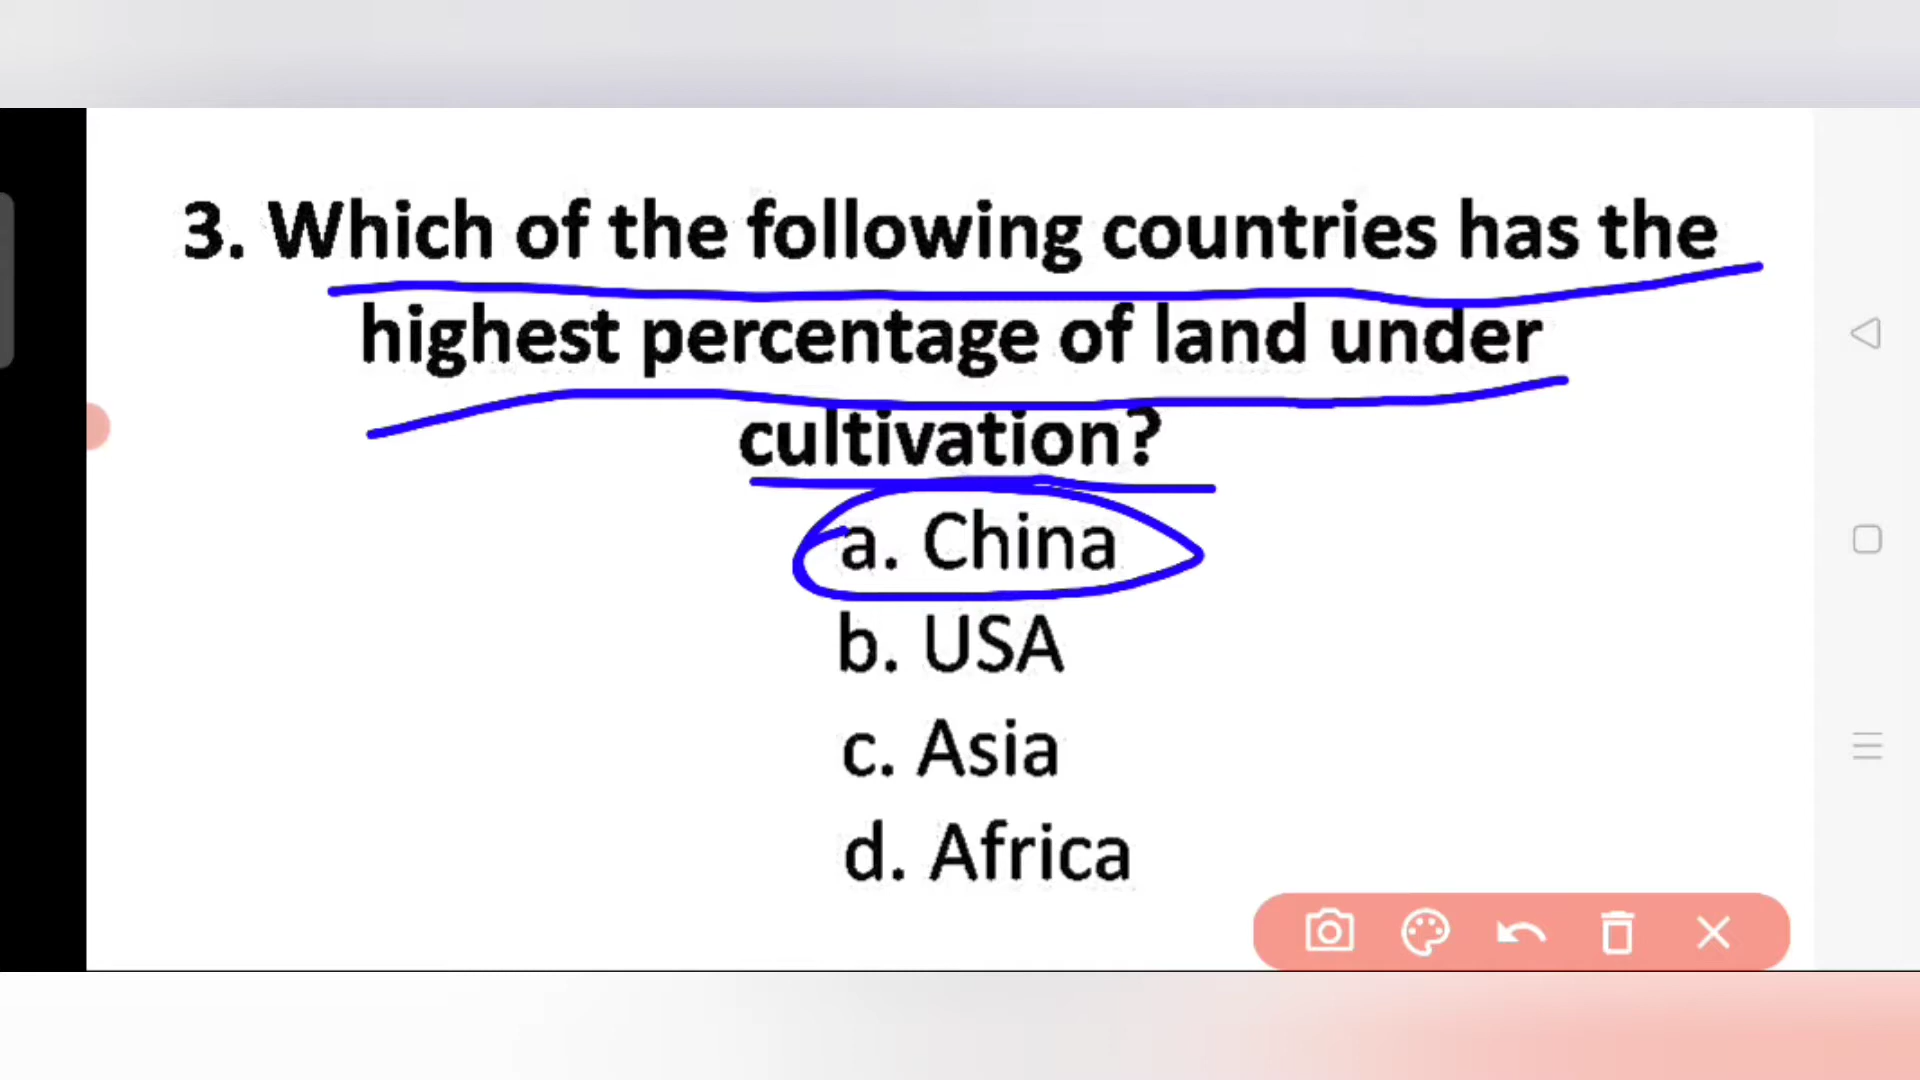 3. Which of the following countries has the
highest percentage of land under
cultivation?
a. China
b. USA
c. Asia
d. Africa